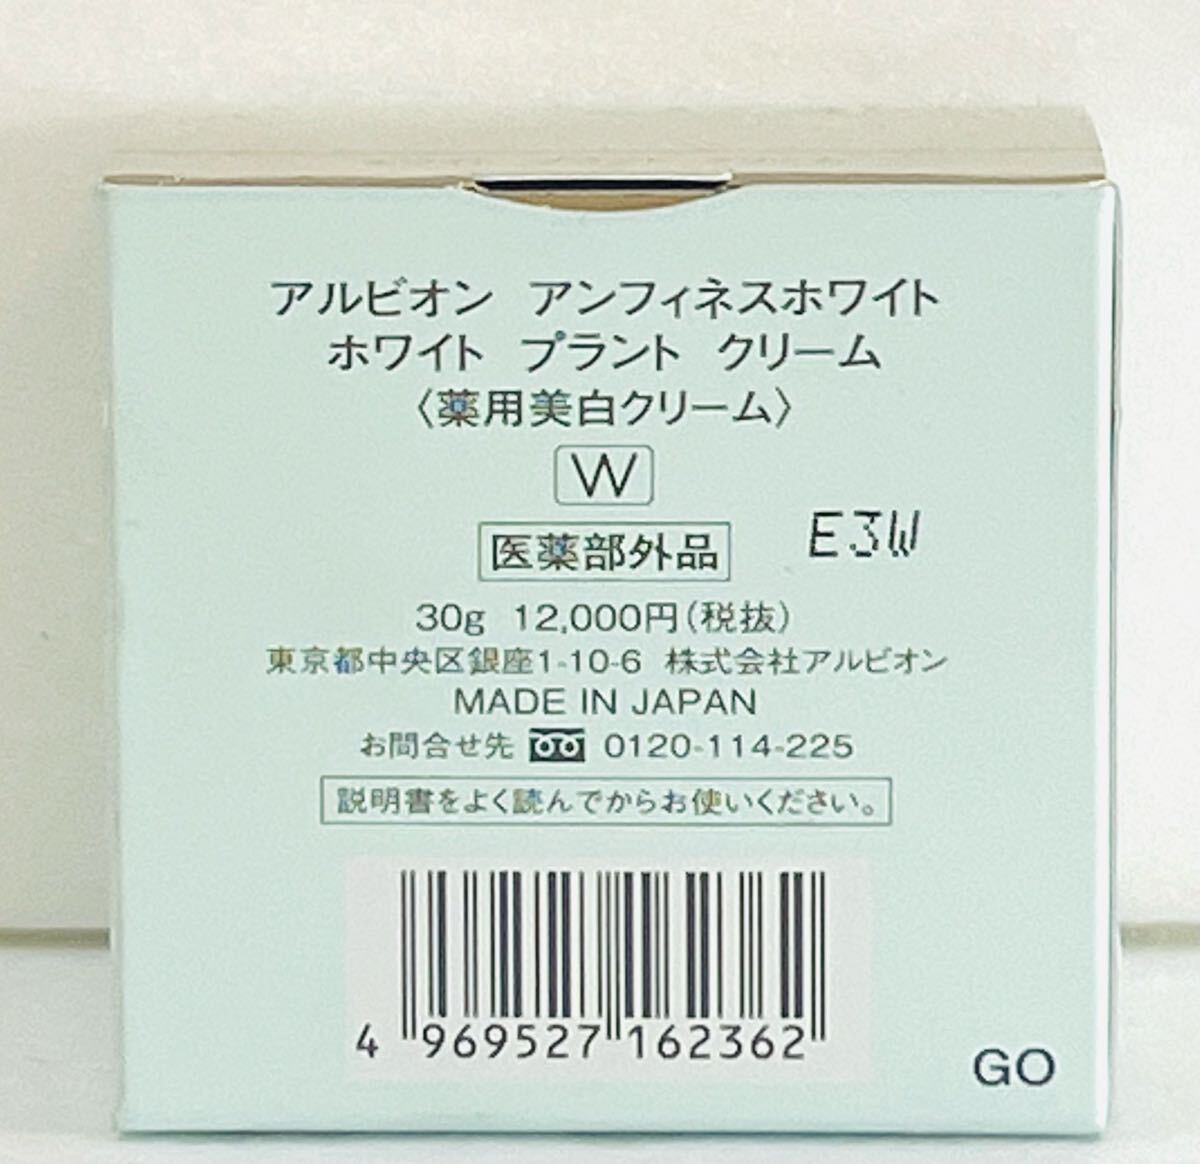 アルビオン アンフィネスホワイト
ホワイト プラント クリーム
〈薬用美白クリーム〉
W
医薬部外品 E3W
30g 12,000円(税抜)
東京都中央区銀座1-10-6 株式会社アルビオン
MADE IN JAPAN
お問合せ先 0120-114-225
説明書をよく読んでからお使いください。
4 969527 162362
GO